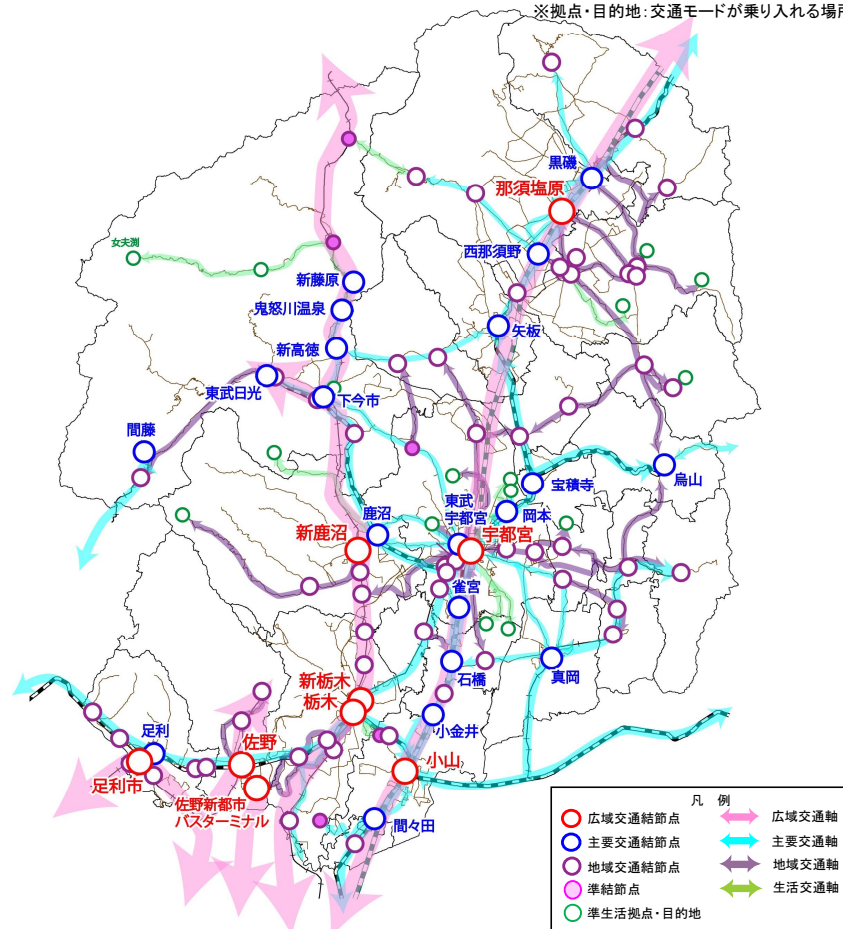 ※拠点・目的地：交通モードが乗り入れる場所
黒磯
那須塩原
女夫渕
西那須野
新藤原
鬼怒川温泉
矢板
新高徳
東武日光
下今市
間藤
烏山
宝積寺
東武
宇都宮
岡本
鹿沼
宇都宮
新鹿沼
雀宮
石橋
真岡
新栃木
栃木
小金井
足利
佐野
小山
足利市
佐野新都市
バスターミナル
間々田
凡 例
広域交通結節点
広域交通軸
主要交通結節点
主要交通軸
地域交通結節点
地域交通軸
準結節点
生活交通軸
準生活拠点・目的地